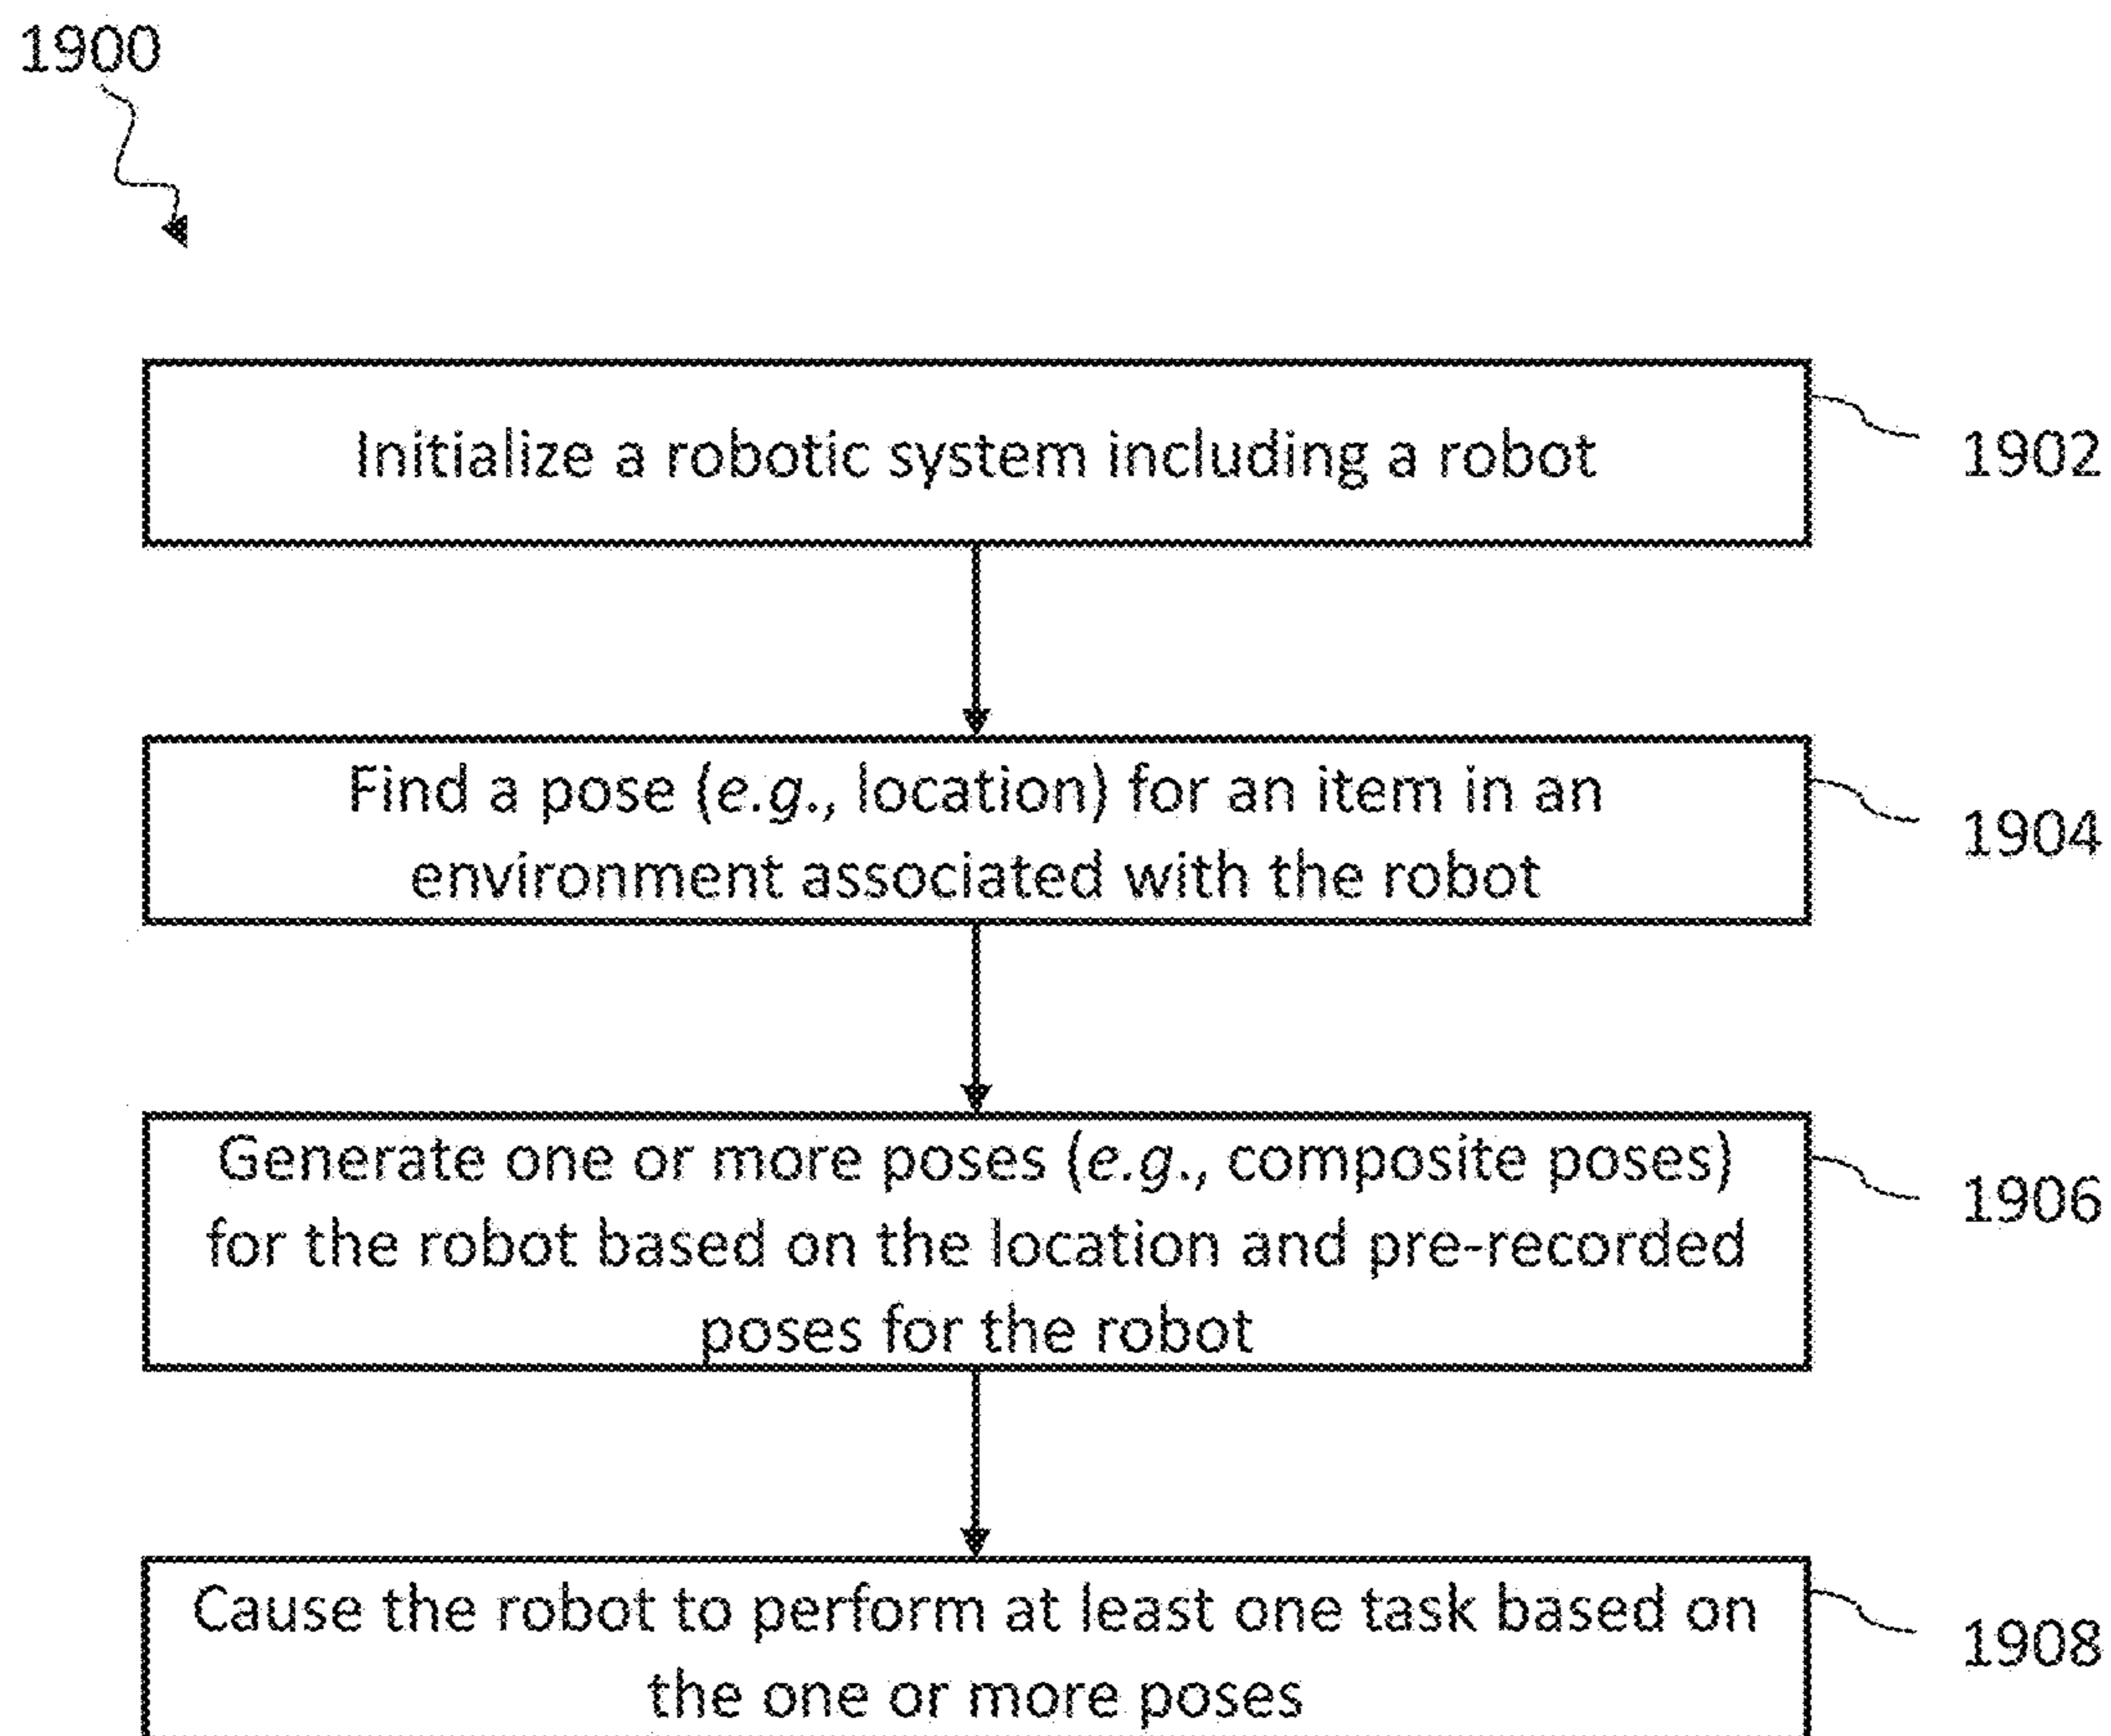 1900
Initialize a robotic system including a robot
1902
Find a pose (e.g., location) for an item in an
environment associated with the robot
1904
Generate one or more poses (e.g., composite poses)
for the robot based on the location and pre-recorded
poses for the robot
1906
Cause the robot to perform at least one task based on
the one or more poses
1908